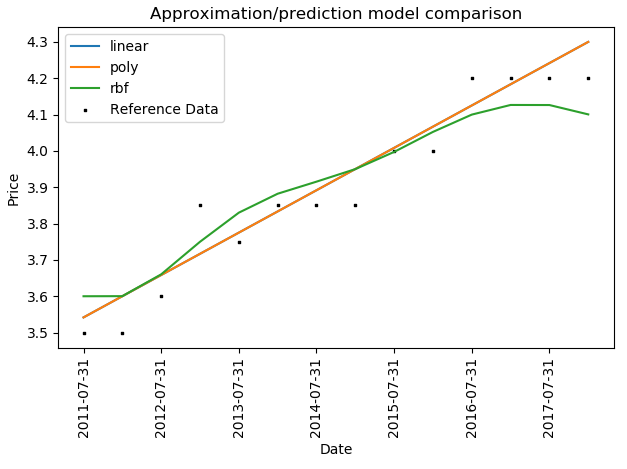 Approximation/prediction model comparison
linear
poly
rbf
Reference Data
Price
4.3
4.2
4.1
4.0
3.9
3.8
3.7
3.6
3.5
2011-07-31
2012-07-31
2013-07-31
2014-07-31
2015-07-31
2016-07-31
2017-07-31
Date